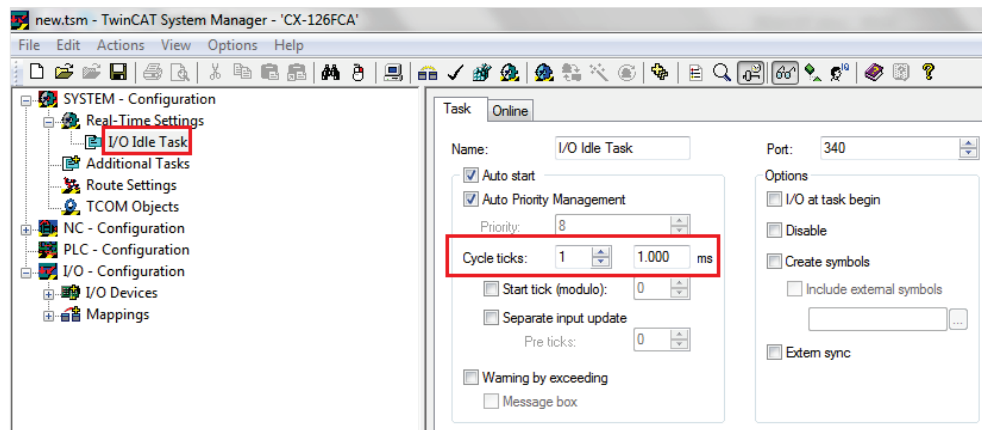 new.tsm - TwinCAT System Manager - 'CX-126FCA'
File Edit Actions View Options Help
SYSTEM - Configuration
Real-Time Settings
I/O Idle Task
Additional Tasks
Route Settings
TCOM Objects
NC - Configuration
PLC - Configuration
I/O - Configuration
I/O Devices
Mappings
Task Online
Name: I/O Idle Task Port: 340
Auto start Options
Auto Priority Management I/O at task begin
Priority: 8 Disable
Cycle ticks: 1 1.000 ms Create symbols
Start tick (modulo): 0 Include external symbols
Separate input update ...
Pre ticks: 0 Extern sync
Warning by exceeding
Message box